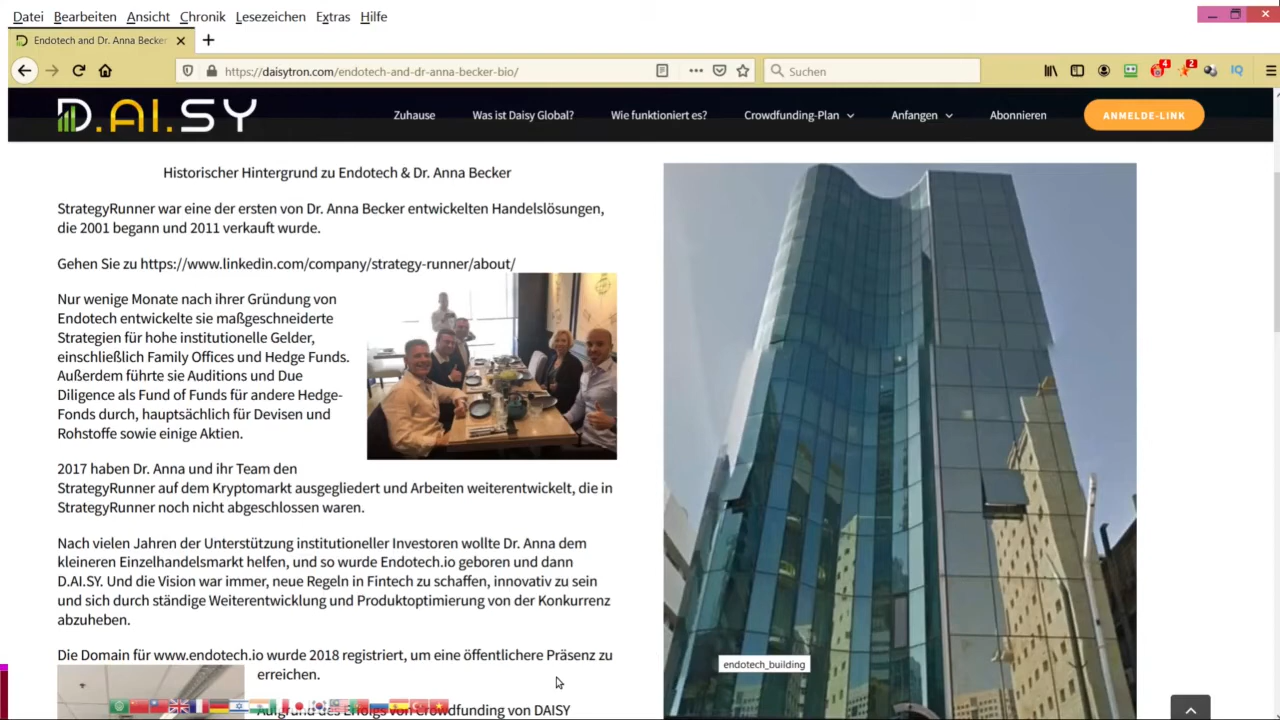 Datei Bearbeiten Ansicht Chronik Lesezeichen Extras Hilfe
Endotech and Dr. Anna Becker
https://daisytron.com/endotech-and-dr-anna-becker-bio/
Suchen
4
2
IQ
D.AI.SY
Zuhause Was ist Daisy Global? Wie funktioniert es? Crowdfunding-Plan Anfangen Abonnieren ANMELDE-LINK
Historischer Hintergrund zu Endotech & Dr. Anna Becker
StrategyRunner war eine der ersten von Dr. Anna Becker entwickelten Handelslösungen,
die 2001 begann und 2011 verkauft wurde.
Gehen Sie zu https://www.linkedin.com/company/strategy-runner/about/
Nur wenige Monate nach ihrer Gründung von
Endotech entwickelte sie maßgeschneiderte
Strategien für hohe institutionelle Gelder,
einschließlich Family Offices und Hedge Funds.
Außerdem führte sie Auditions und Due
Diligence als Fund of Funds für andere Hedge-
Fonds durch, hauptsächlich für Devisen und
Rohstoffe sowie einige Aktien.
2017 haben Dr. Anna und ihr Team den
StrategyRunner auf dem Kryptomarkt ausgegliedert und Arbeiten weiterentwickelt, die in
StrategyRunner noch nicht abgeschlossen waren.
Nach vielen Jahren der Unterstützung institutioneller Investoren wollte Dr. Anna dem
kleineren Einzelhandelsmarkt helfen, und so wurde Endotech.io geboren und dann
D.AI.SY. Und die Vision war immer, neue Regeln in Fintech zu schaffen, innovativ zu sein
und sich durch ständige Weiterentwicklung und Produktoptimierung von der Konkurrenz
abzuheben.
Die Domain für www.endotech.io wurde 2018 registriert, um eine öffentlichere Präsenz zu
erreichen.
Aufgrund des Erfolgs von Crowdfunding von DAISY
endotech_building